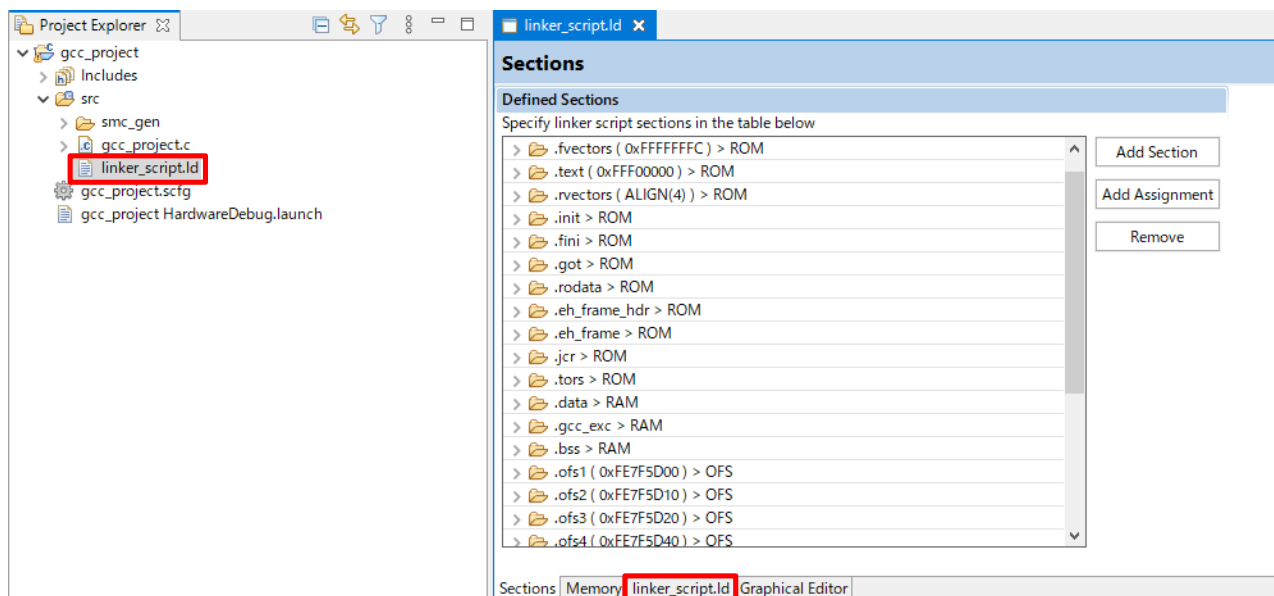 Project Explorer
gcc_project
Includes
src
smc_gen
gcc_project.c
linker_script.ld
gcc_project.scfg
gcc_project HardwareDebug.launch
linker_script.ld
Sections
Defined Sections
Specify linker script sections in the table below
.fvectors ( 0xFFFFFFFC ) > ROM
.text ( 0xFFF00000 ) > ROM
.rvectors ( ALIGN(4) ) > ROM
.init > ROM
.fini > ROM
.got > ROM
.rodata > ROM
.eh_frame_hdr > ROM
.eh_frame > ROM
.jcr > ROM
.tors > ROM
.data > RAM
.gcc_exc > RAM
.bss > RAM
.ofs1 ( 0xFE7F5D00 ) > OFS
.ofs2 ( 0xFE7F5D10 ) > OFS
.ofs3 ( 0xFE7F5D20 ) > OFS
.ofs4 ( 0xFE7F5D40 ) > OFS
Add Section
Add Assignment
Remove
Sections Memory linker_script.ld Graphical Editor